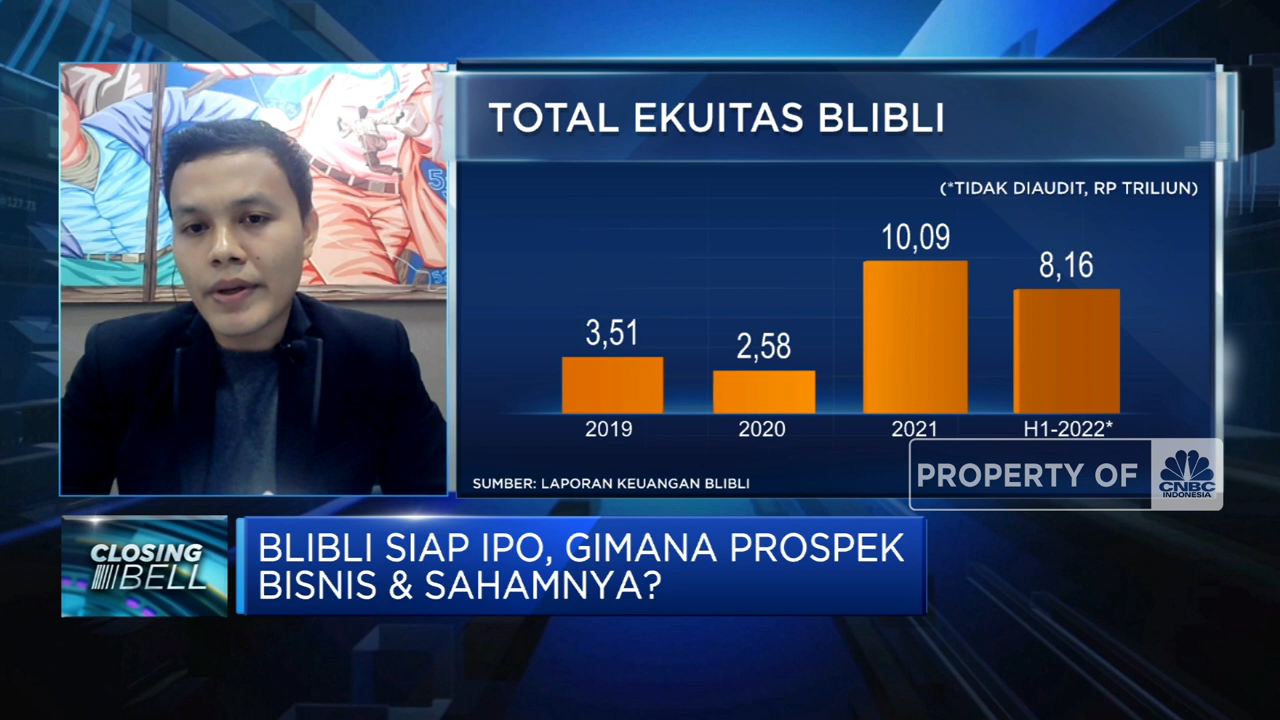 TOTAL EKUITAS BLIBLI
(*TIDAK DIAUDIT, RP TRILIUN)
3,51
2,58
10,09
8,16
2019
2020
2021
H1-2022*
SUMBER: LAPORAN KEUANGAN BLIBLI
PROPERTY OF
CNBC
INDONESIA
CLOSING
BELL
BLIBLI SIAP IPO, GIMANA PROSPEK
BISNIS & SAHAMNYA?